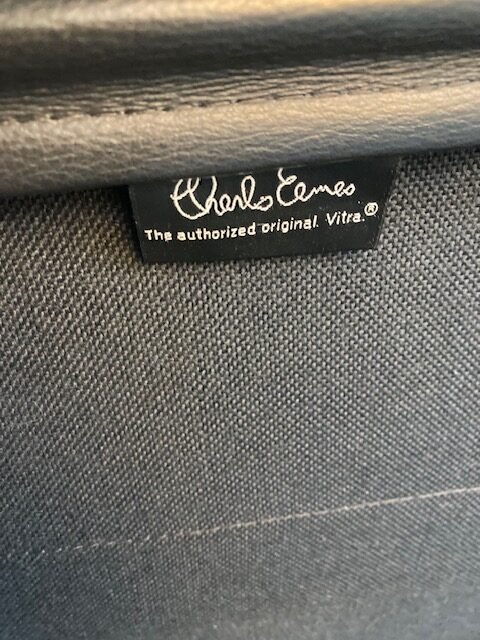 Charles Eames
The authorized original. Vitra.®